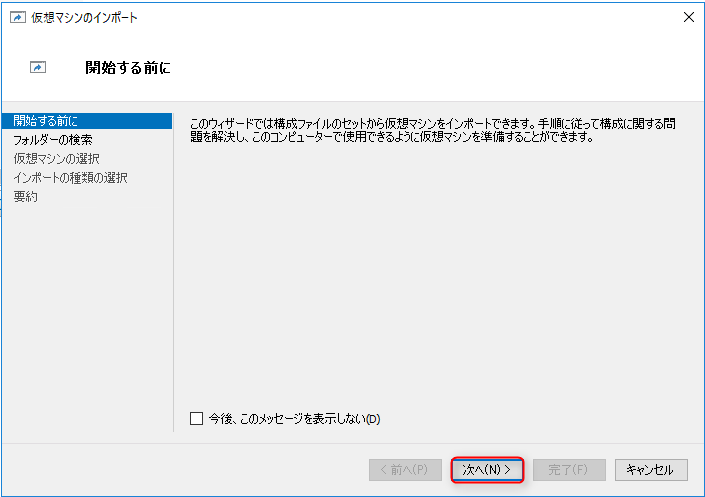 仮想マシンのインポート
開始する前に
開始する前に
フォルダーの検索
仮想マシンの選択
インポートの種類の選択
要約
このウィザードでは構成ファイルのセットから仮想マシンをインポートできます。手順に従って構成に関する問
題を解決し、このコンピューターで使用できるように仮想マシンを準備することができます。
今後、このメッセージを表示しない(D)
< 前へ(P)
次へ(N) >
完了(F)
キャンセル